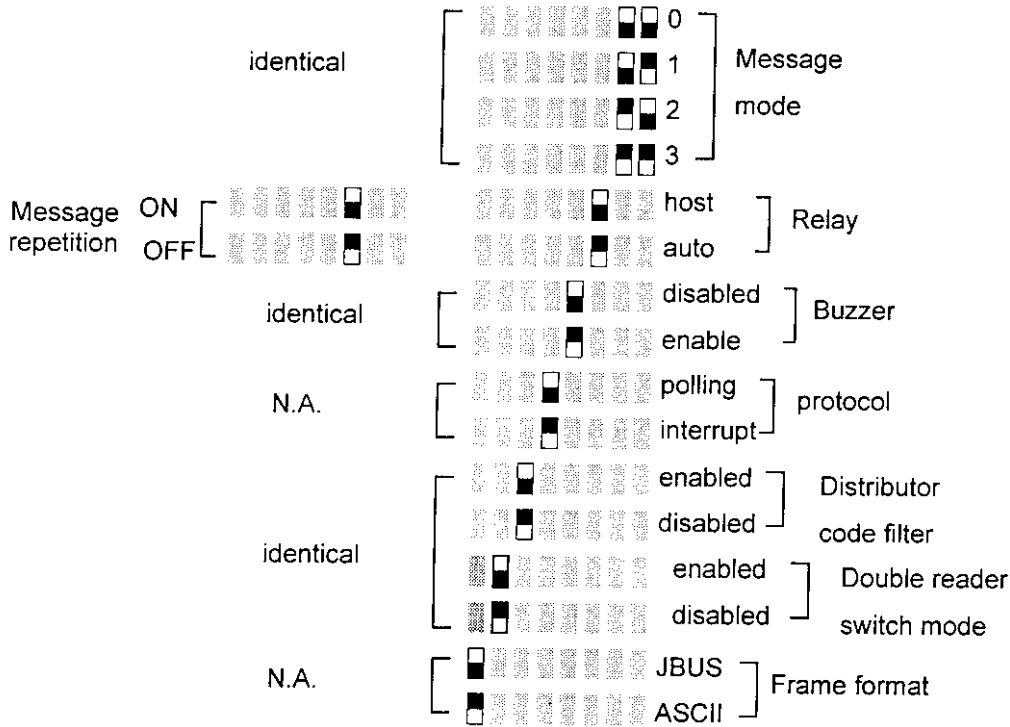 identical
0
1
2
3
Message
mode
Message
repetition
ON
OFF
host
auto
Relay
identical
disabled
enable
Buzzer
N.A.
polling
interrupt
protocol
identical
enabled
disabled
Distributor
code filter
enabled
disabled
Double reader
switch mode
N.A.
JBUS
ASCII
Frame format